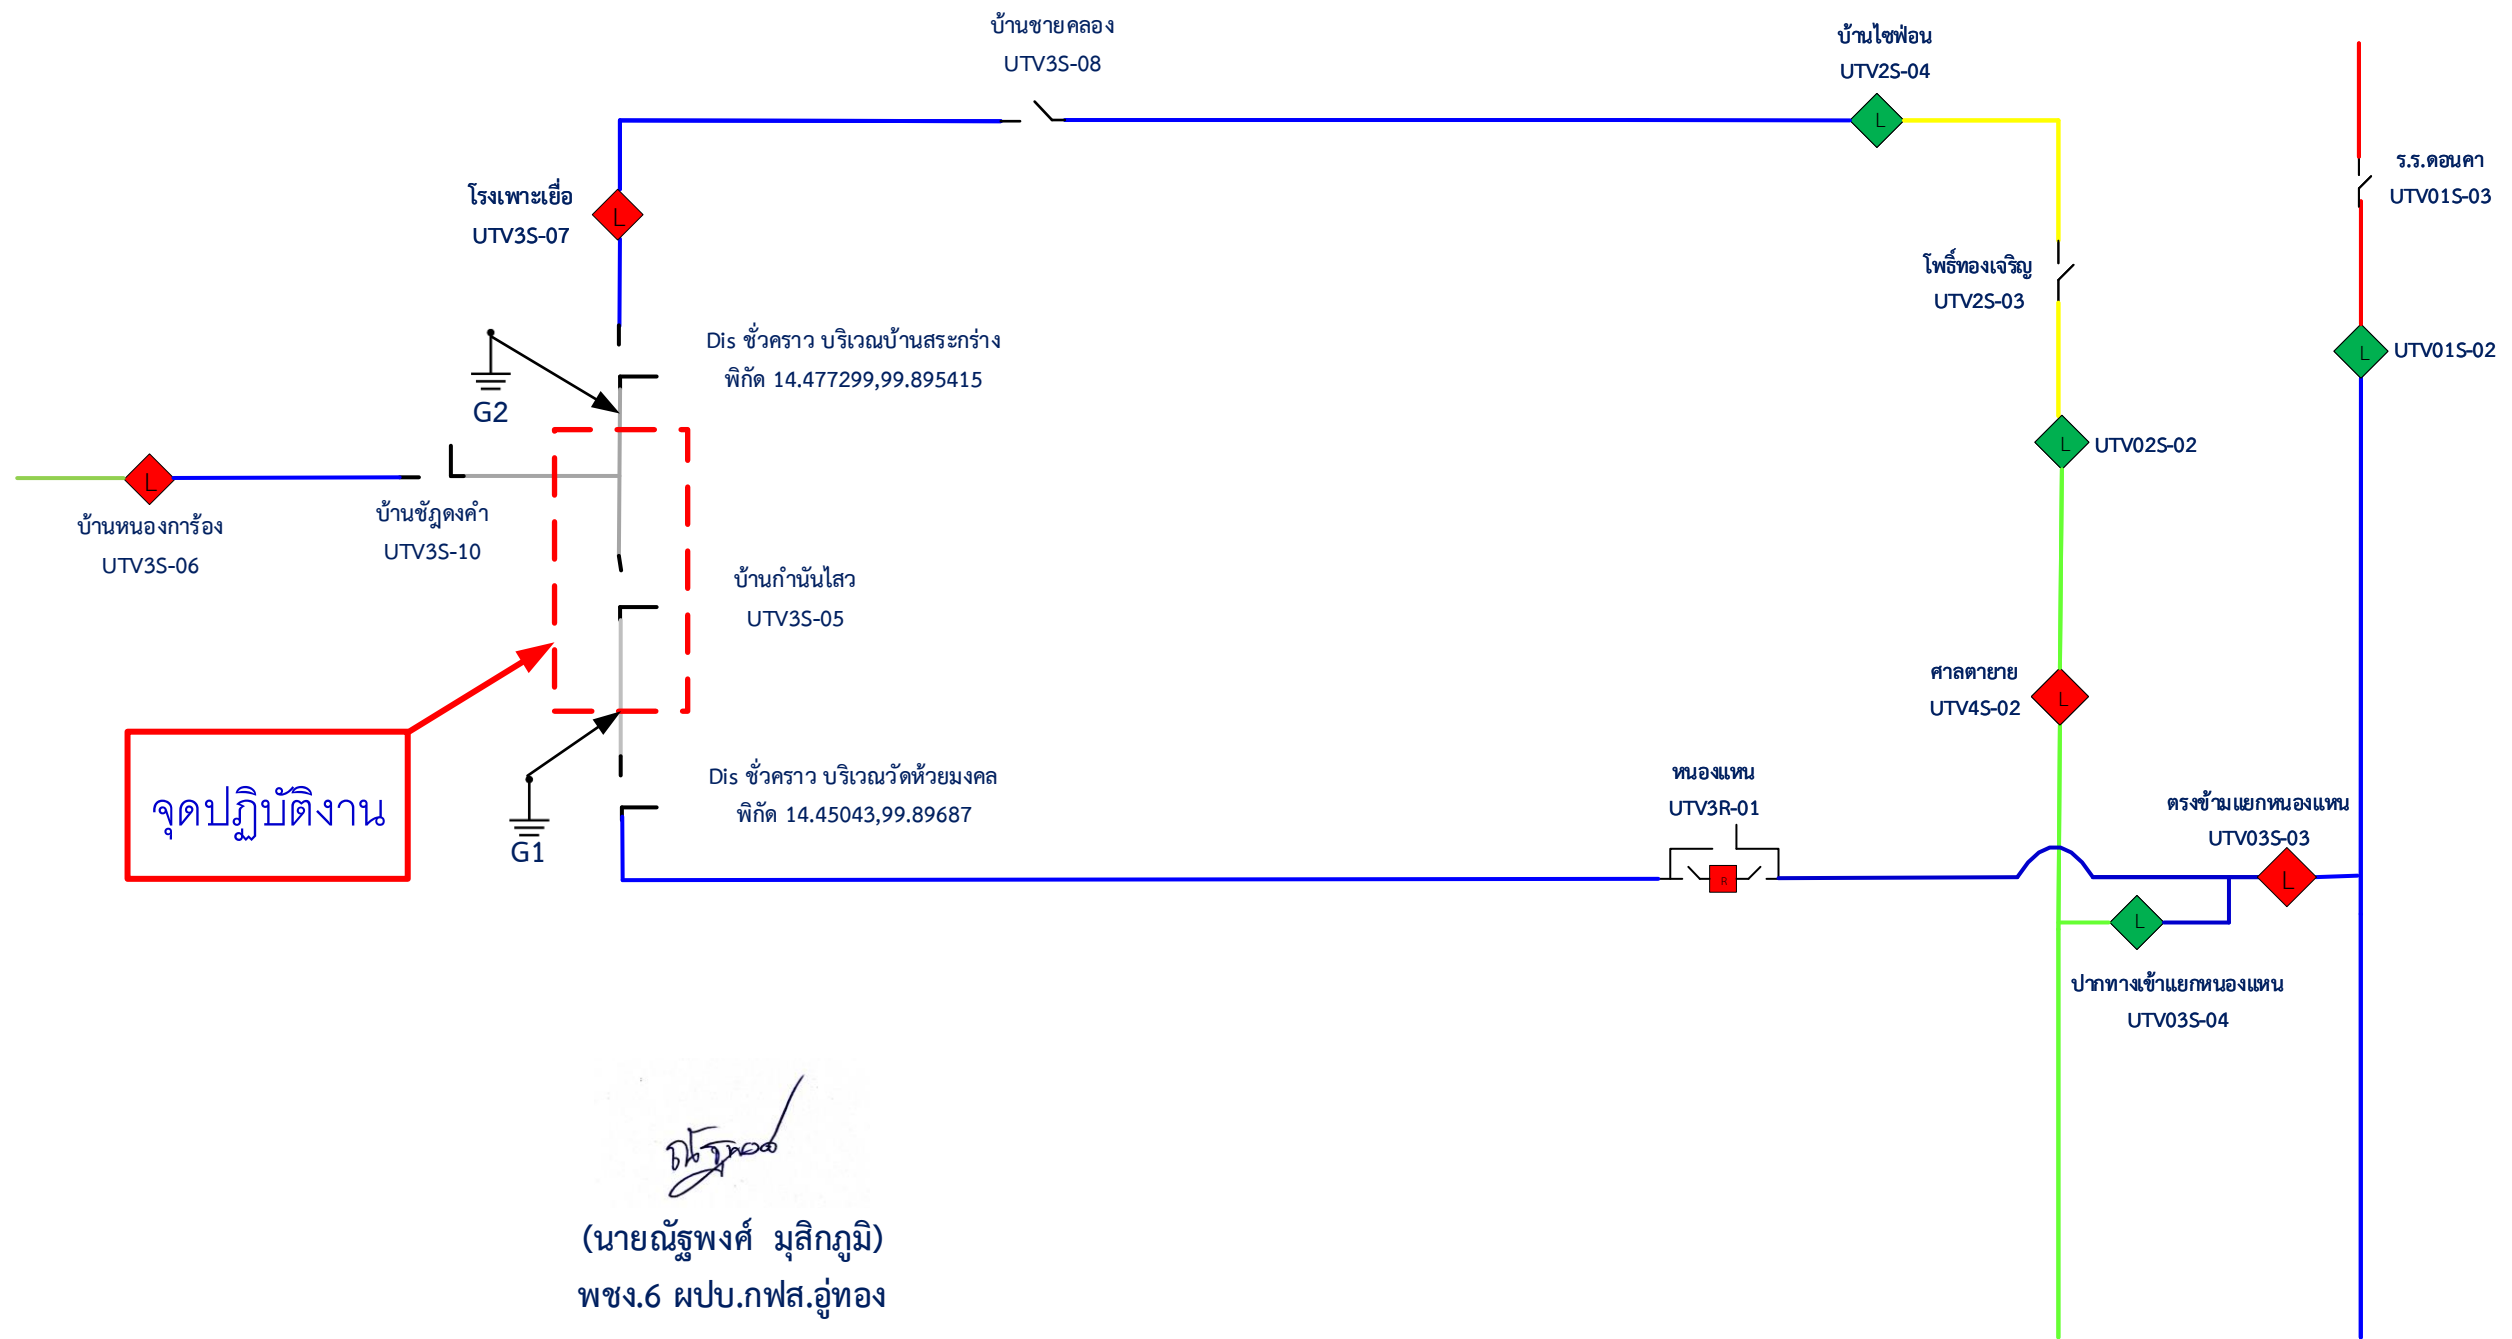 บ้านชายคลอง
UTV3S-08
บ้านไซฟ่อน
UTV2S-04
L
ร.ร.ดอนคา
UTV01S-03
โรงเพาะเยื่อ
UTV3S-07
L
โพธิ์ทองเจริญ
UTV2S-03
Dis ชั่วคราว บริเวณบ้านสระกร่าง
พิกัด 14.477299,99.895415
L
UTV01S-02
G2
L
UTV02S-02
L
บ้านหนองการ้อง
UTV3S-06
บ้านชัฎดงคำ
UTV3S-10
บ้านกำนันไสว
UTV3S-05
ศาลตายาย
UTV4S-02
L
จุดปฏิบัติงาน
Dis ชั่วคราว บริเวณวัดห้วยมงคล
พิกัด 14.45043,99.89687
G1
หนองแหน
UTV3R-01
R
ตรงข้ามแยกหนองแหน
UTV03S-03
L
L
ปากทางเข้าแยกหนองแหน
UTV03S-04
ณัฐพงศ์
(นายณัฐพงศ์ มุสิกภูมิ)
พชง.6 ผปบ.กฟส.อู่ทอง